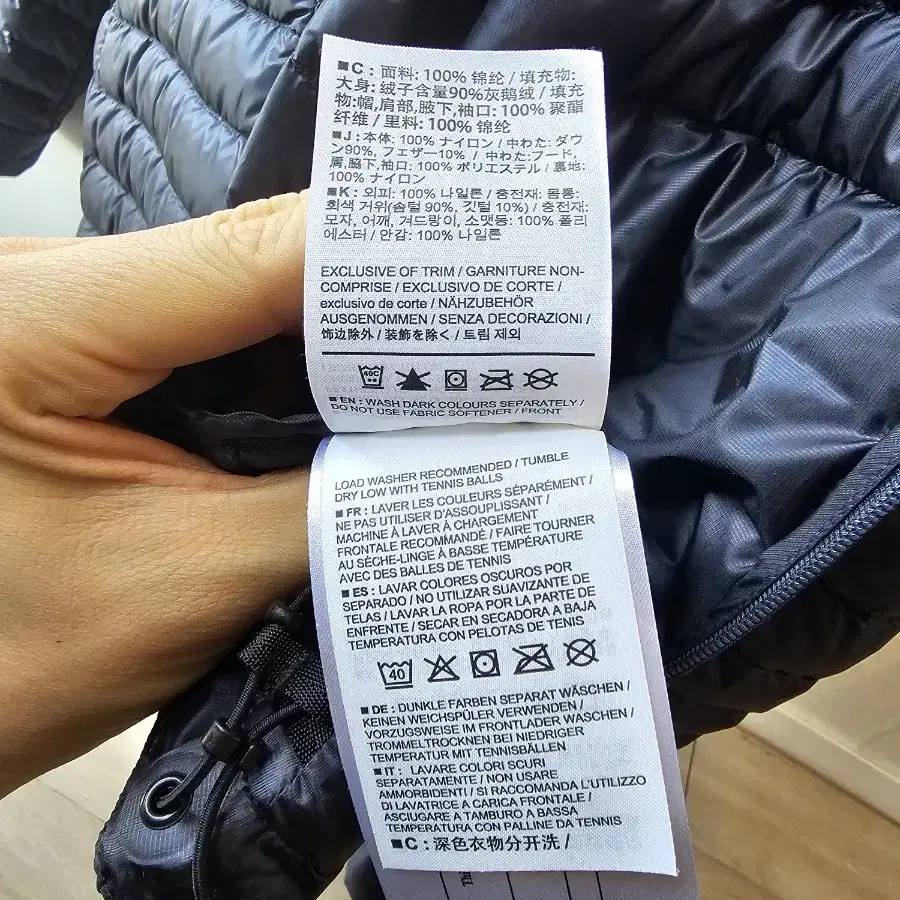 ■C : 面料: 100% 锦纶 / 填充物:
大身: 绒子含量90%灰鹅绒 / 填充
物:帽,肩部,腋下,袖口: 100% 聚酯
纤维 / 里料: 100% 锦纶
■J : 本体: 100% ナイロン / 中わた: ダウ
ン90%、フェザー10% / 中わた:フード,
肩,脇下,袖口: 100% ポリエステル / 裏地:
100% ナイロン
■K : 외피: 100% 나일론 / 충전재: 몸통:
회색 거위(솜털 90%, 깃털 10%) / 충전재:
모자, 어깨, 겨드랑이, 소맷동: 100% 폴리
에스터 / 안감: 100% 나일론
EXCLUSIVE OF TRIM / GARNITURE NON-
COMPRISE / EXCLUSIVO DE CORTE /
exclusivo de corte / NÄHZUBEHÖR
AUSGENOMMEN / SENZA DECORAZIONI /
饰边除外 / 装飾を除く / 트림 제외
40C
■EN : WASH DARK COLOURS SEPARATELY /
DO NOT USE FABRIC SOFTENER / FRONT
LOAD WASHER RECOMMENDED / TUMBLE
DRY LOW WITH TENNIS BALLS
■FR : LAVER LES COULEURS SÉPARÉMENT /
NE PAS UTILISER D'ASSOUPLISSANT /
MACHINE À LAVER À CHARGEMENT
FRONTALE RECOMMANDÉ / FAIRE TOURNER
AU SÈCHE-LINGE À BASSE TEMPÉRATURE
AVEC DES BALLES DE TENNIS
■ES : LAVAR COLORES OSCUROS POR
SEPARADO / NO UTILIZAR SUAVIZANTE DE
TELAS / LAVAR LA ROPA POR LA PARTE DE
ENFRENTE / SECAR EN SECADORA A BAJA
TEMPERATURA CON PELOTAS DE TENIS
40
■DE : DUNKLE FARBEN SEPARAT WASCHEN /
KEINEN WEICHSPÜLER VERWENDEN /
VORZUGSWEISE IM FRONTLADER WASCHEN /
TROMMELTROCKNEN BEI NIEDRIGER
TEMPERATUR MIT TENNISBÄLLEN
■IT : LAVARE COLORI SCURI
SEPARATAMENTE / NON USARE
AMMORBIDENTI / SI RACCOMANDA L'UTILIZZO
DI LAVATRICE A CARICA FRONTALE /
ASCIUGARE A TAMBURO A BASSA
TEMPERATURA CON PALLINE DA TENNIS
■C : 深色衣物分开洗 /